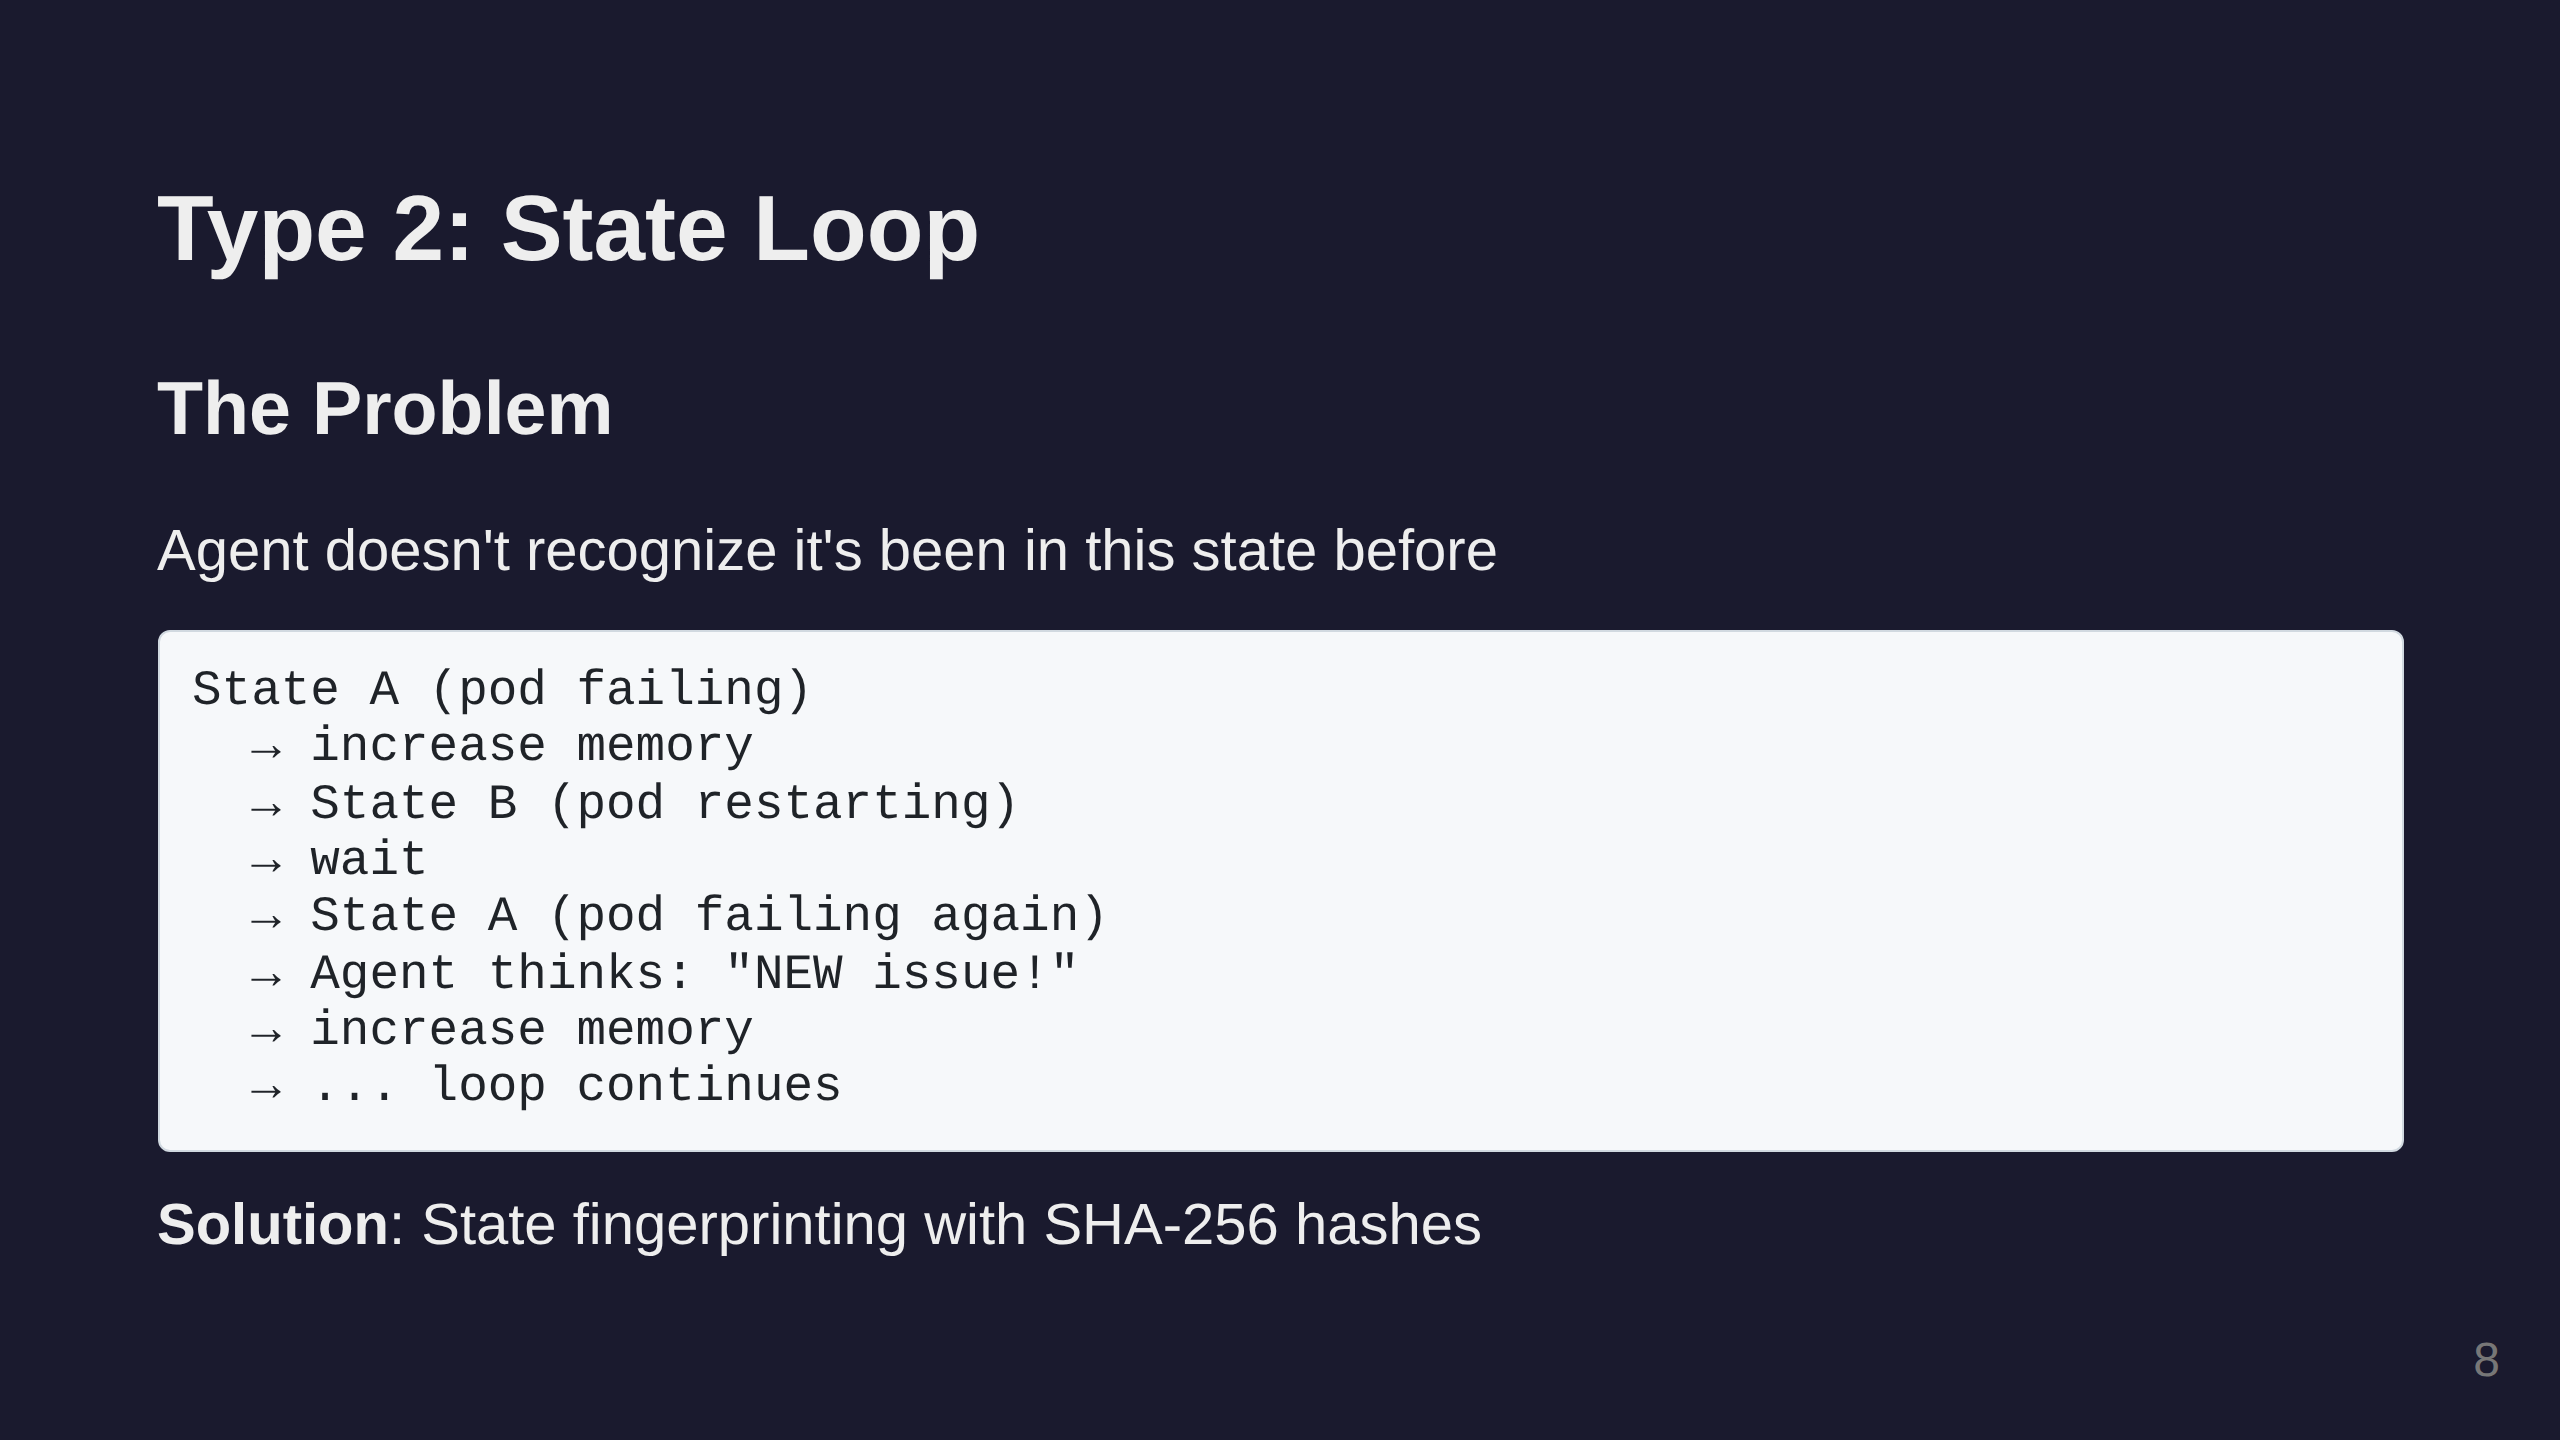 Type 2: State Loop
The Problem
Agent doesn't recognize it's been in this state before
State A (pod failing)
  → increase memory
  → State B (pod restarting)
  → wait
  → State A (pod failing again)
  → Agent thinks: "NEW issue!"
  → increase memory
  → ... loop continues
Solution: State fingerprinting with SHA-256 hashes
8